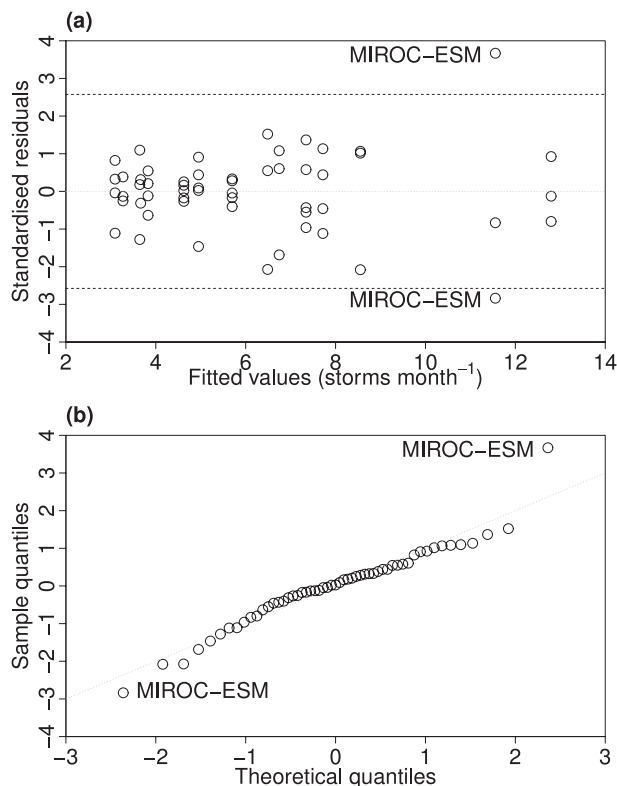 (a)
4
3
2
1
0
−1
−2
−3
−4
Standardised residuals
MIROC−ESM
MIROC−ESM
2 4 6 8 10 12 14
Fitted values (storms month⁻¹)
(b)
4
3
2
1
0
−1
−2
−3
−4
Sample quantiles
MIROC−ESM
MIROC−ESM
−3 −2 −1 0 1 2 3
Theoretical quantiles